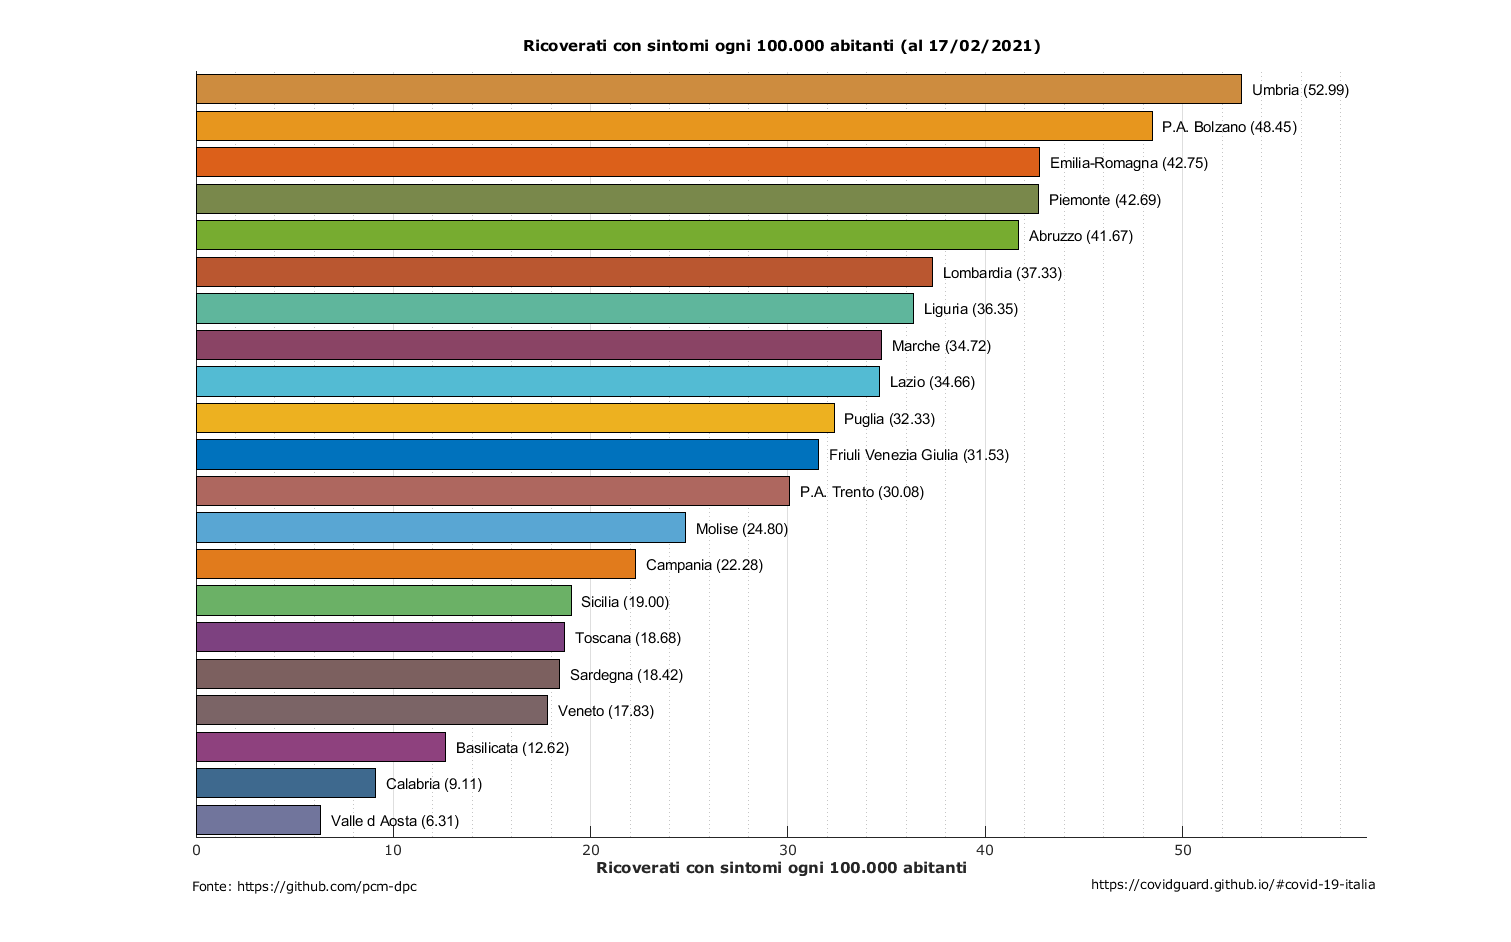 Ricoverati con sintomi ogni 100.000 abitanti (al 17/02/2021)
Umbria (52.99)
P.A. Bolzano (48.45)
Emilia-Romagna (42.75)
Piemonte (42.69)
Abruzzo (41.67)
Lombardia (37.33)
Liguria (36.35)
Marche (34.72)
Lazio (34.66)
Puglia (32.33)
Friuli Venezia Giulia (31.53)
P.A. Trento (30.08)
Molise (24.80)
Campania (22.28)
Sicilia (19.00)
Toscana (18.68)
Sardegna (18.42)
Veneto (17.83)
Basilicata (12.62)
Calabria (9.11)
Valle d Aosta (6.31)
0 10 20 30 40 50
Ricoverati con sintomi ogni 100.000 abitanti
Fonte: https://github.com/pcm-dpc
https://covidguard.github.io/#covid-19-italia